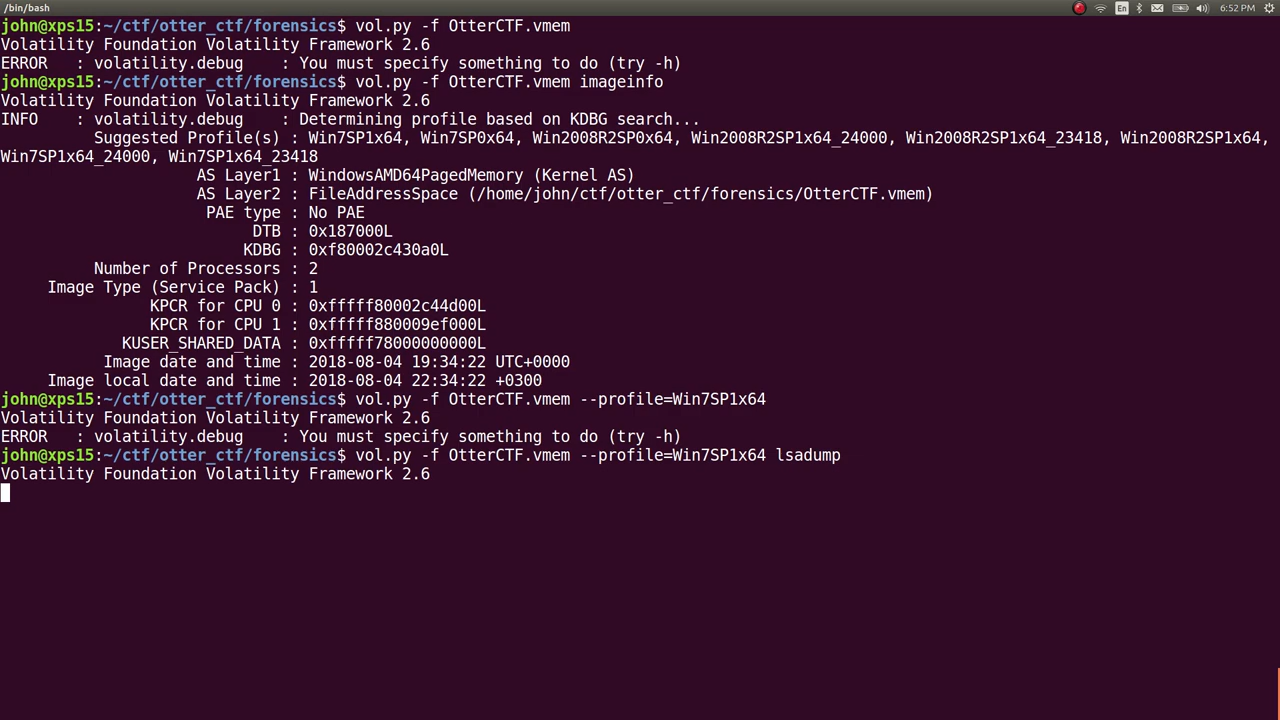 /bin/bash
En
6:52 PM
john@xps15:~/ctf/otter_ctf/forensics$ vol.py -f OtterCTF.vmem
Volatility Foundation Volatility Framework 2.6
ERROR   : volatility.debug    : You must specify something to do (try -h)
john@xps15:~/ctf/otter_ctf/forensics$ vol.py -f OtterCTF.vmem imageinfo
Volatility Foundation Volatility Framework 2.6
INFO    : volatility.debug    : Determining profile based on KDBG search...
          Suggested Profile(s) : Win7SP1x64, Win7SP0x64, Win2008R2SP0x64, Win2008R2SP1x64_24000, Win2008R2SP1x64_23418, Win2008R2SP1x64,
Win7SP1x64_24000, Win7SP1x64_23418
                     AS Layer1 : WindowsAMD64PagedMemory (Kernel AS)
                     AS Layer2 : FileAddressSpace (/home/john/ctf/otter_ctf/forensics/OtterCTF.vmem)
                      PAE type : No PAE
                           DTB : 0x187000L
                          KDBG : 0xf80002c430a0L
          Number of Processors : 2
     Image Type (Service Pack) : 1
                KPCR for CPU 0 : 0xfffff80002c44d00L
                KPCR for CPU 1 : 0xfffff880009ef000L
             KUSER_SHARED_DATA : 0xfffff78000000000L
           Image date and time : 2018-08-04 19:34:22 UTC+0000
     Image local date and time : 2018-08-04 22:34:22 +0300
john@xps15:~/ctf/otter_ctf/forensics$ vol.py -f OtterCTF.vmem --profile=Win7SP1x64
Volatility Foundation Volatility Framework 2.6
ERROR   : volatility.debug    : You must specify something to do (try -h)
john@xps15:~/ctf/otter_ctf/forensics$ vol.py -f OtterCTF.vmem --profile=Win7SP1x64 lsadump
Volatility Foundation Volatility Framework 2.6